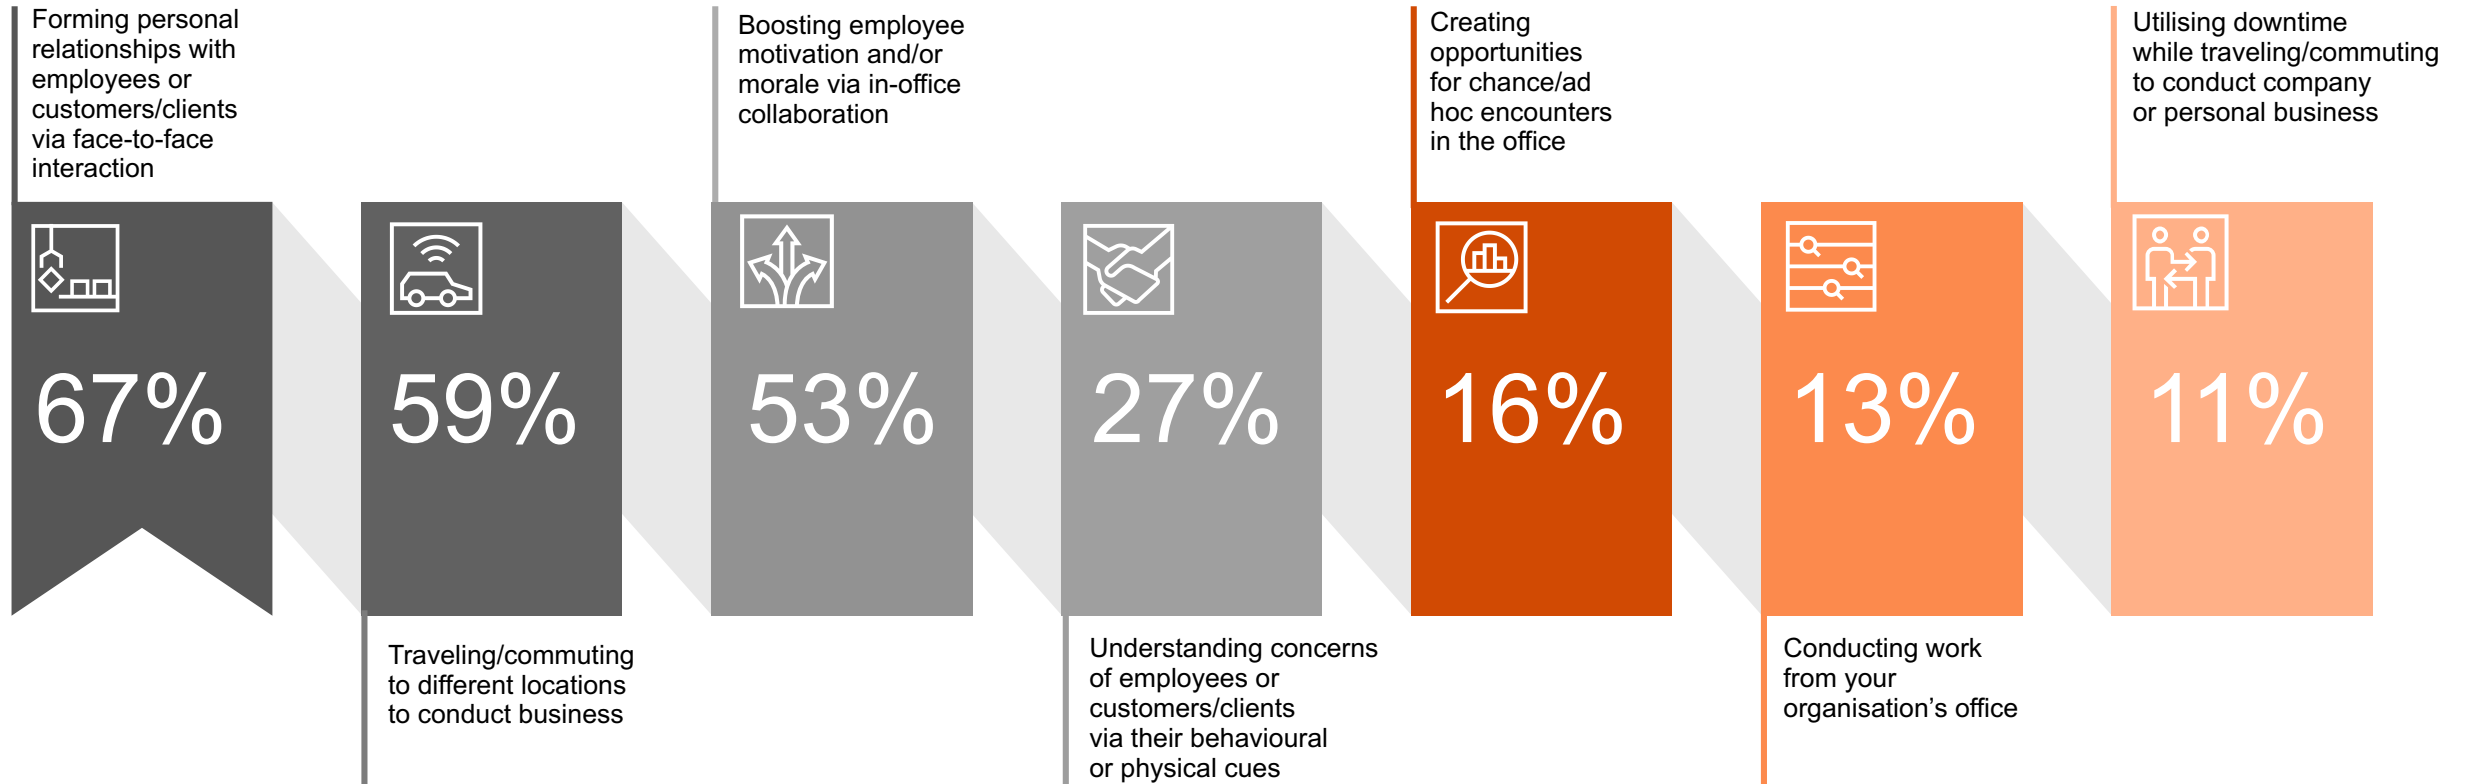 Forming personal
relationships with
employees or
customers/clients
via face-to-face
interaction
67%
59%
Traveling/commuting
to different locations
to conduct business
Boosting employee
motivation and/or
morale via in-office
collaboration
53%
27%
Understanding concerns
of employees or
customers/clients
via their behavioural
or physical cues
Creating
opportunities
for chance/ad
hoc encounters
in the office
16%
13%
Conducting work
from your
organisation’s office
Utilising downtime
while traveling/commuting
to conduct company
or personal business
11%